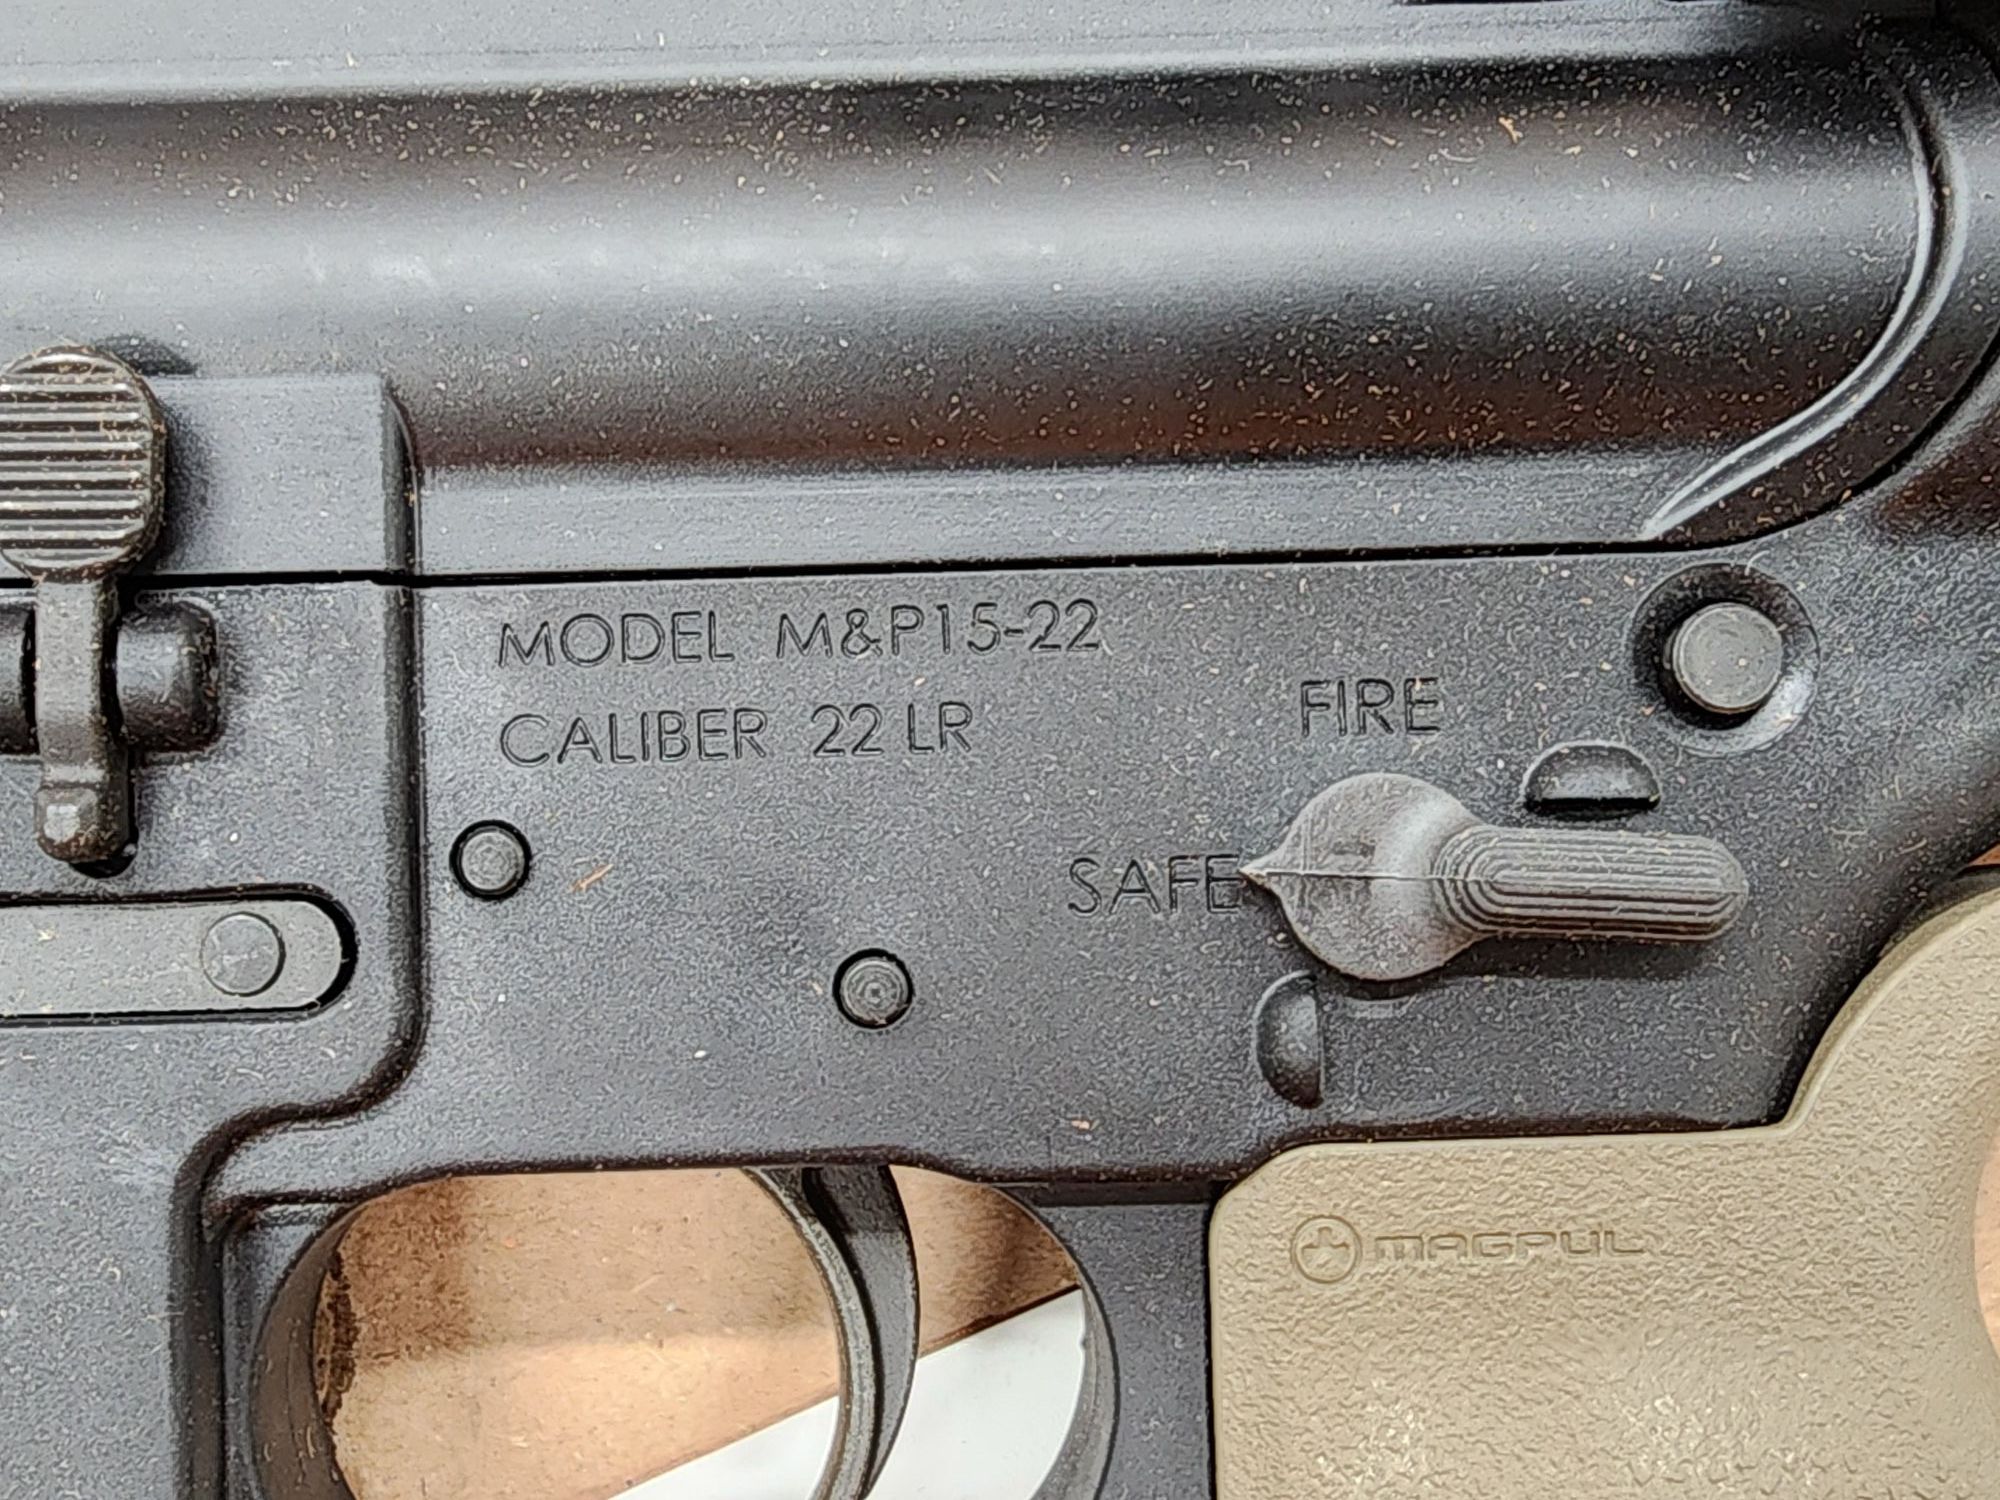 MODEL M&P15-22
CALIBER 22 LR
FIRE
SAFE
MAGPUL